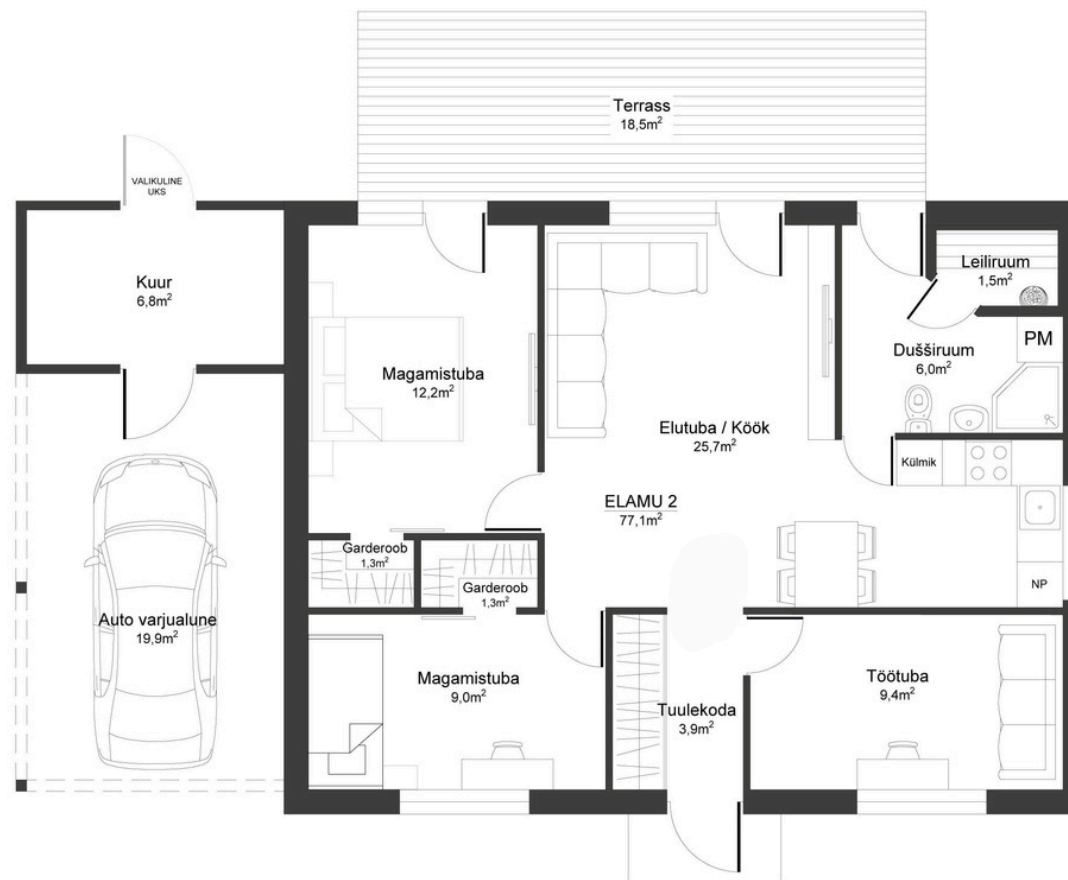 Terrass
18,5m²
VALIKULINE
UKS
Kuur
6,8m²
Leiliruum
1,5m²
PM
Dušširuum
6,0m²
Magamistuba
12,2m²
Elutuba / Köök
25,7m²
Külmik
ELAMU 2
77,1m²
Garderoob
1,3m²
Garderoob
1,3m²
NP
Auto varjualune
19,9m²
Magamistuba
9,0m²
Tuulekoda
3,9m²
Töötuba
9,4m²